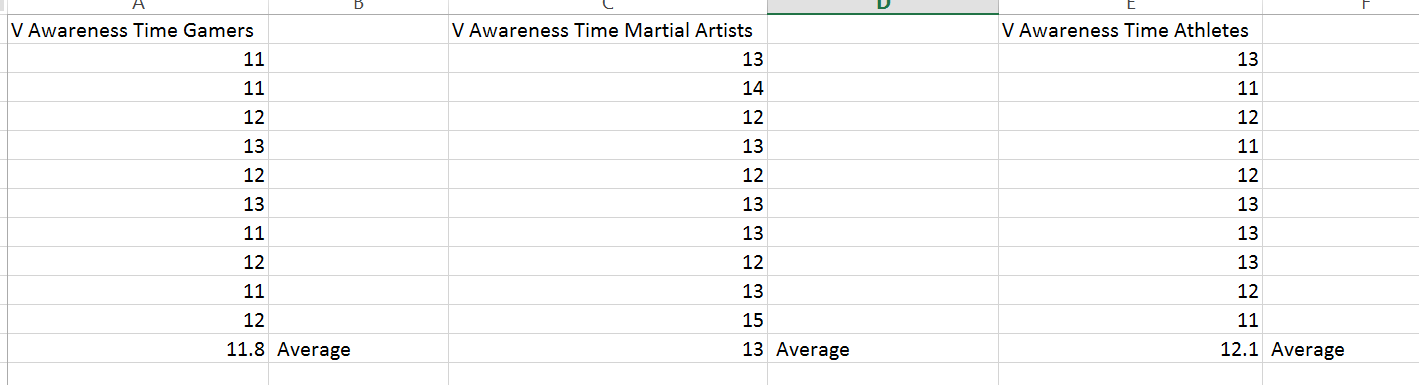 A B C D E F
V Awareness Time Gamers V Awareness Time Martial Artists V Awareness Time Athletes
11 13 13
11 14 11
12 12 12
13 13 11
12 12 12
13 13 13
11 13 13
12 12 13
11 13 12
12 15 11
11.8 Average 13 Average 12.1 Average